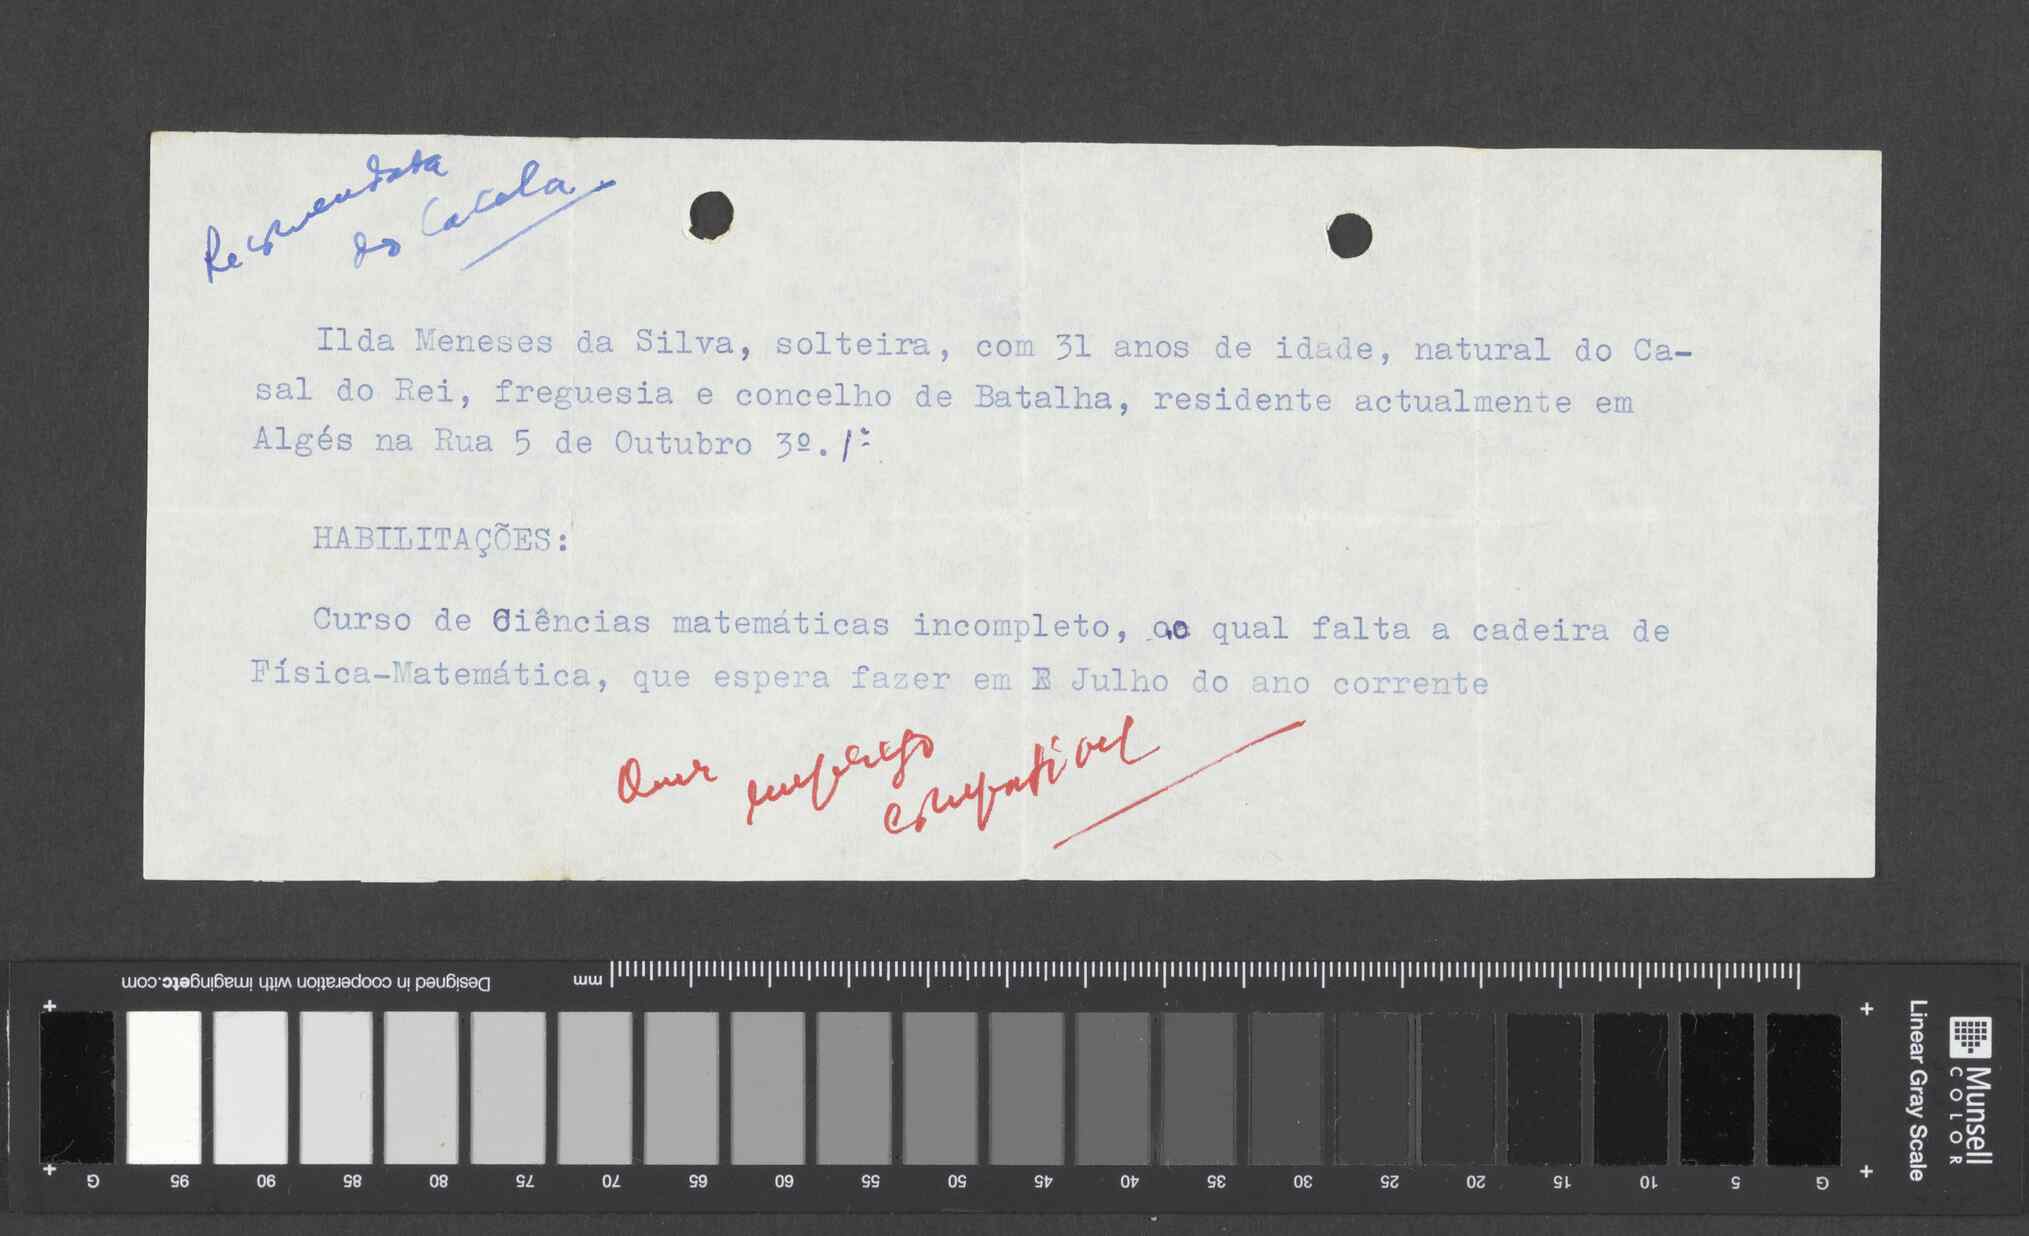 Recomendada
do Cacela
Ilda Meneses da Silva, solteira, com 31 anos de idade, natural do Ca-
sal do Rei, freguesia e concelho de Batalha, residente actualmente em
Algés na Rua 5 de Outubro 3º.
HABILITAÇÕES:
Curso de Ciências matemáticas incompleto, ao qual falta a cadeira de
Física-Matemática, que espera fazer em Julho do ano corrente
Quer emprego
compativel
Designed in cooperation with imagingetc.com
mm
G 95 90 85 80 75 70 65 60 55 50 45 40 35 30 25 20 15 10 5 G
Linear Gray Scale
Munsell
COLOR